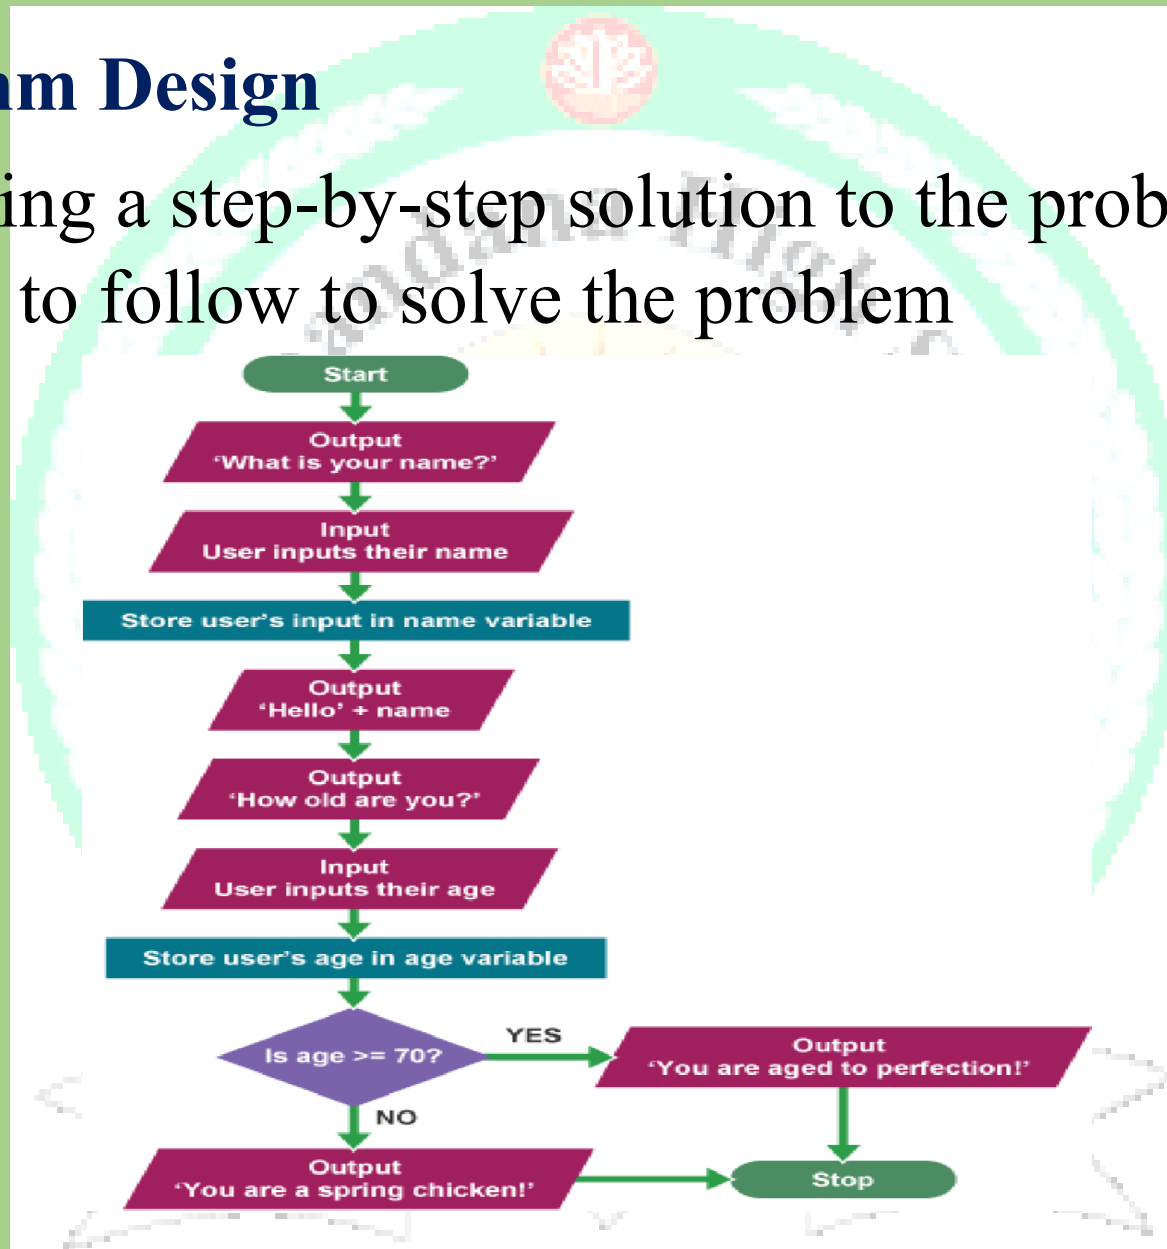 am Design
ing a step-by-step solution to the prob
to follow to solve the problem
Start
Output
‘What is your name?’
Input
User inputs their name
Store user’s input in name variable
Output
‘Hello’ + name
Output
‘How old are you?’
Input
User inputs their age
Store user’s age in age variable
Is age >= 70?
YES
Output
‘You are aged to perfection!’
NO
Output
‘You are a spring chicken!’
Stop